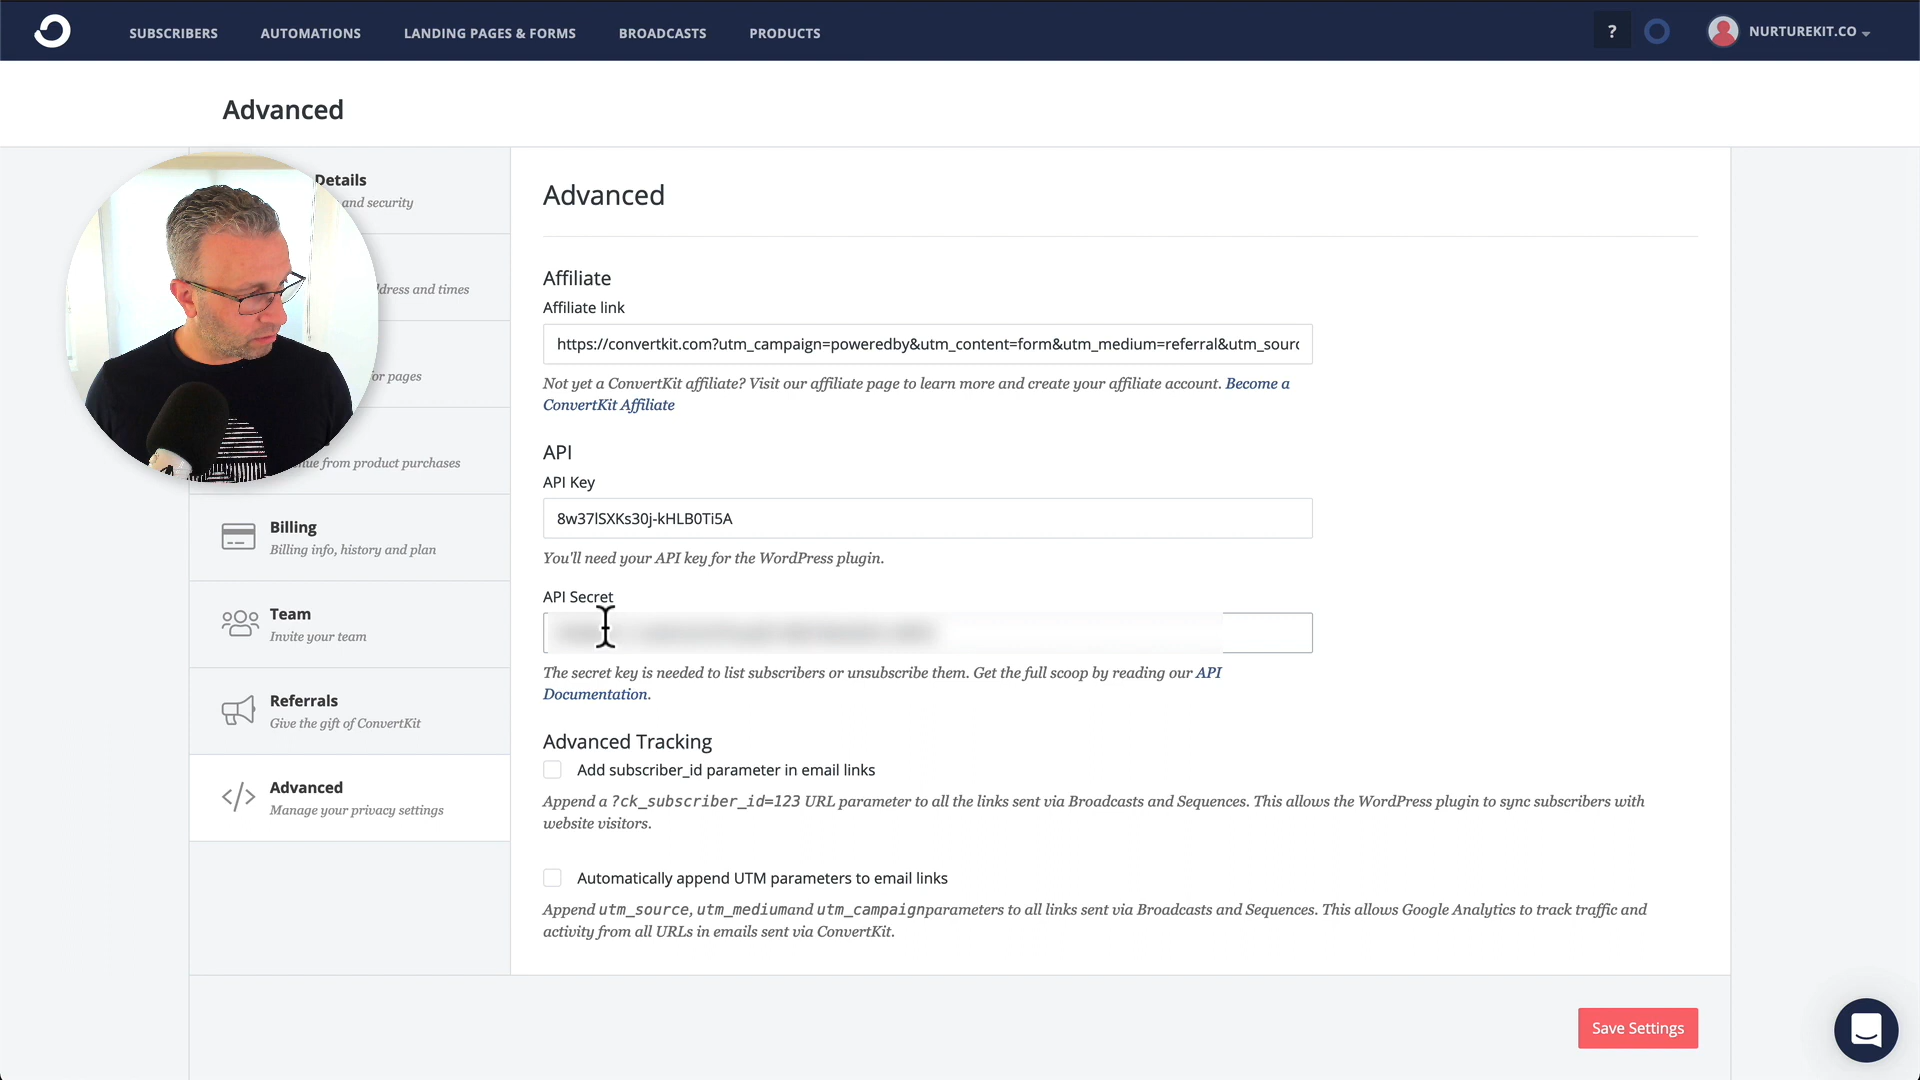 SUBSCRIBERS AUTOMATIONS LANDING PAGES & FORMS BROADCASTS PRODUCTS ? NURTUREKIT.CO
Advanced
Details
and security
dress and times
or pages
nue from product purchases
Billing
Billing info, history and plan
Team
Invite your team
Referrals
Give the gift of ConvertKit
</> Advanced
Manage your privacy settings
Advanced
Affiliate
Affiliate link
https://convertkit.com?utm_campaign=poweredby&utm_content=form&utm_medium=referral&utm_sourc
Not yet a ConvertKit affiliate? Visit our affiliate page to learn more and create your affiliate account. Become a
ConvertKit Affiliate
API
API Key
8w37lSXKs30j-kHLB0Ti5A
You'll need your API key for the WordPress plugin.
API Secret
The secret key is needed to list subscribers or unsubscribe them. Get the full scoop by reading our API
Documentation.
Advanced Tracking
Add subscriber_id parameter in email links
Append a ?ck_subscriber_id=123 URL parameter to all the links sent via Broadcasts and Sequences. This allows the WordPress plugin to sync subscribers with
website visitors.
Automatically append UTM parameters to email links
Append utm_source, utm_mediumand utm_campaignparameters to all links sent via Broadcasts and Sequences. This allows Google Analytics to track traffic and
activity from all URLs in emails sent via ConvertKit.
Save Settings